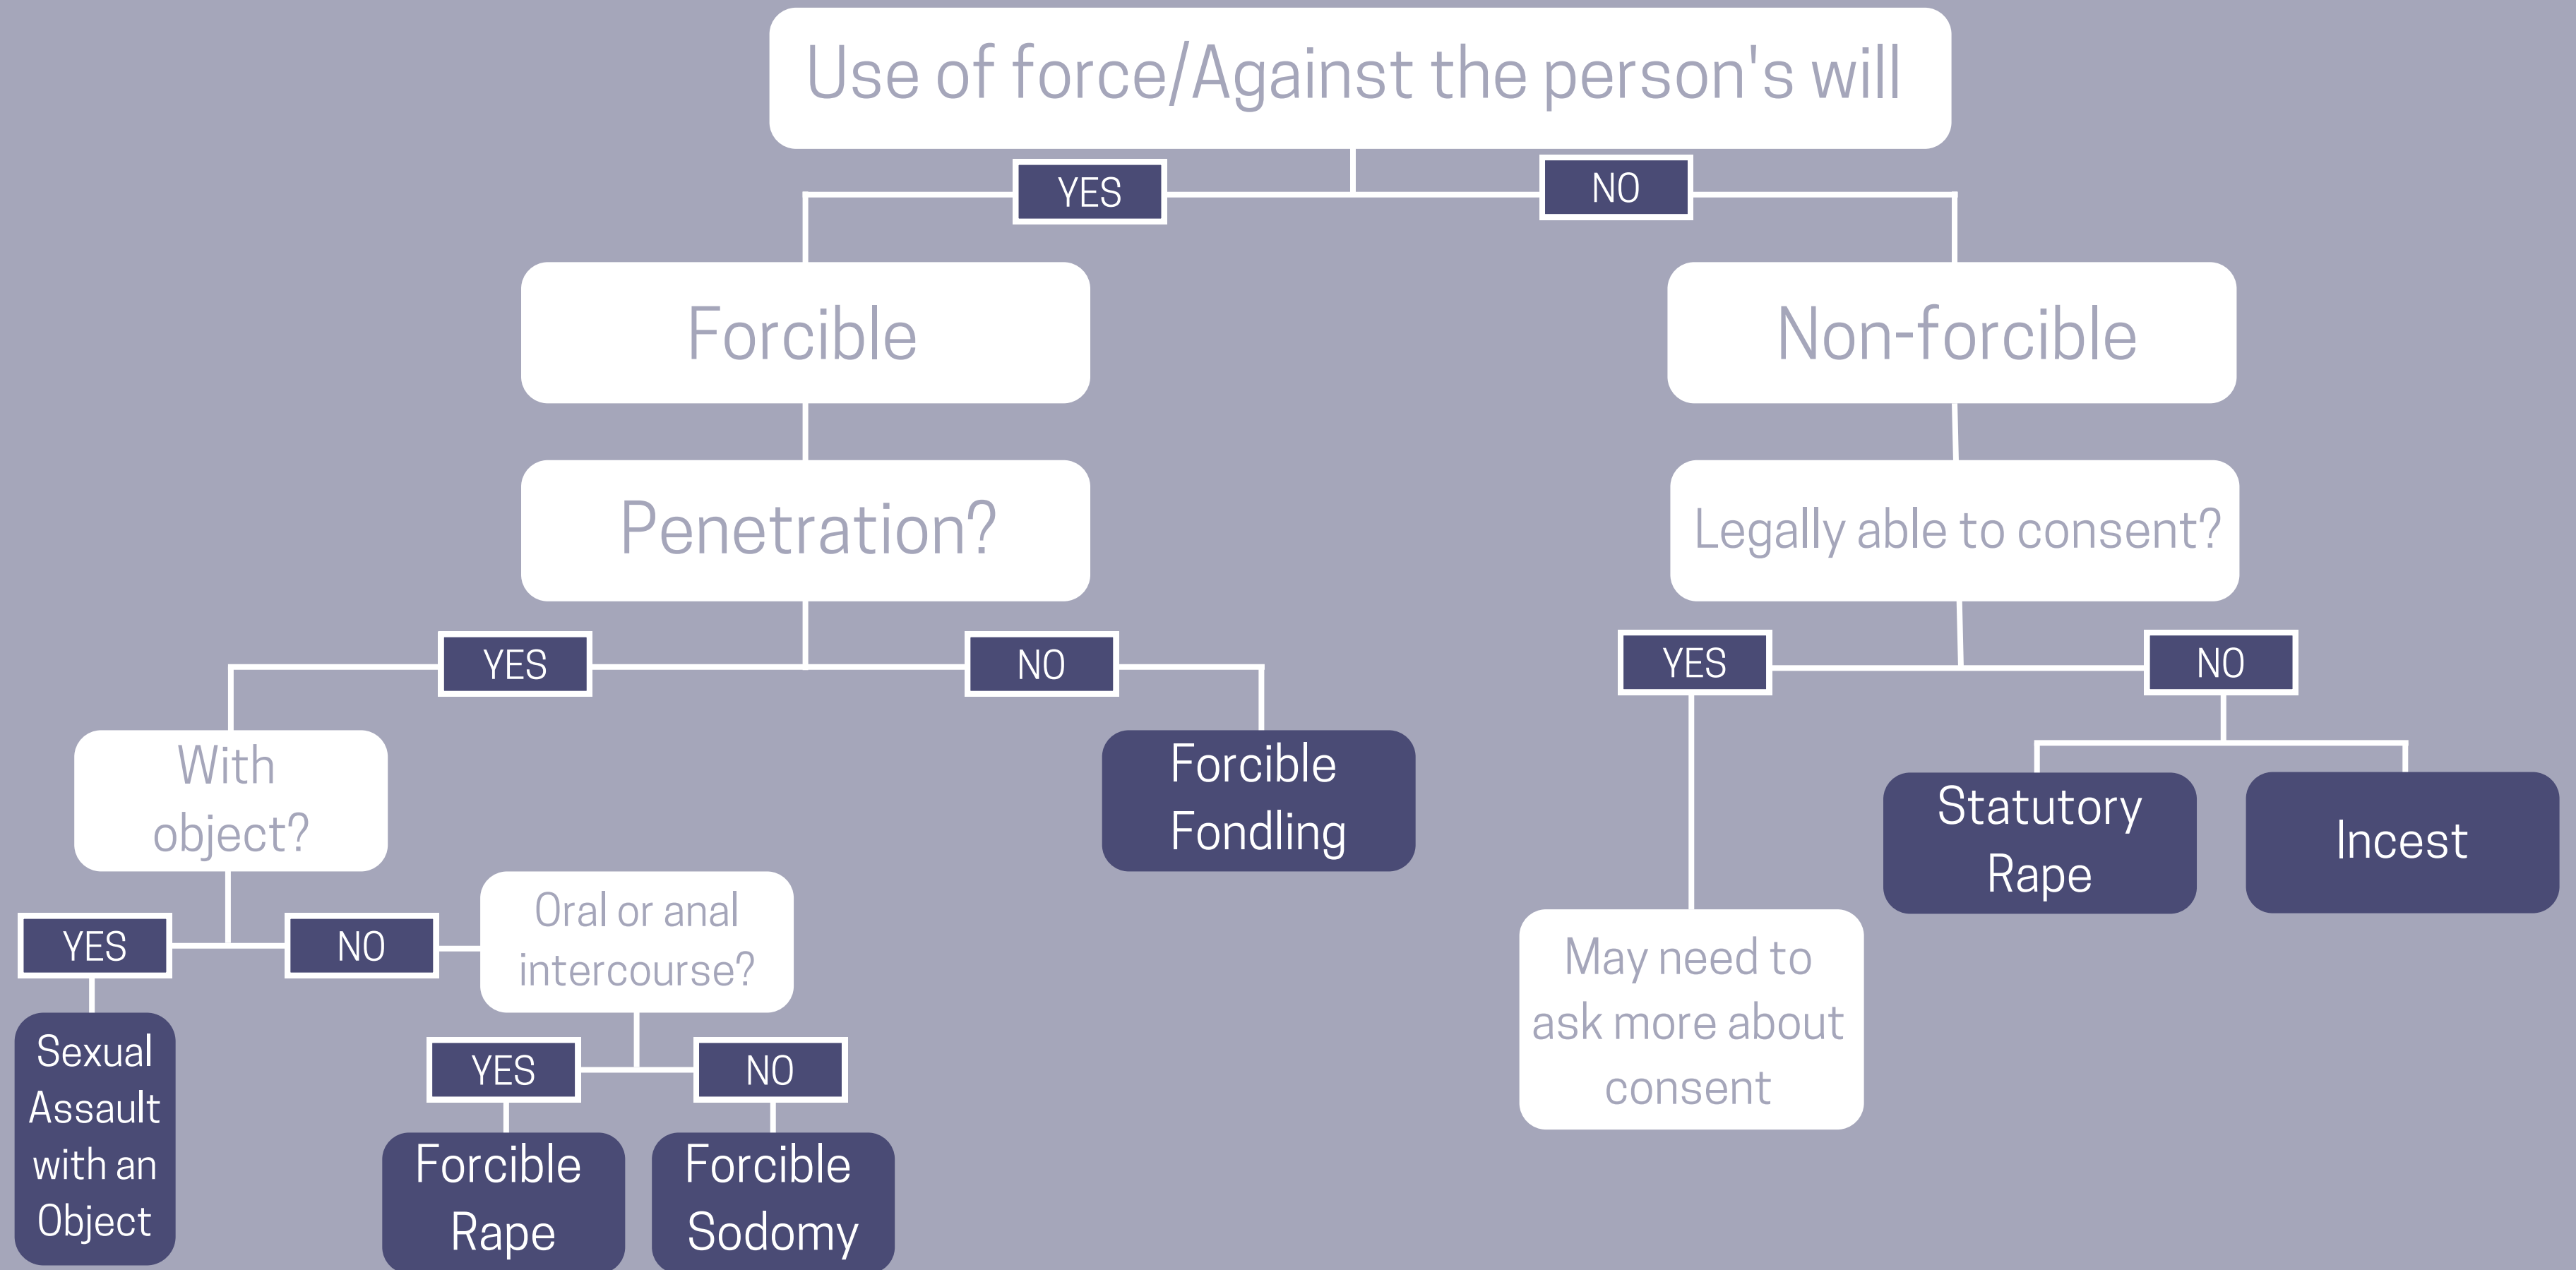 Use of force/Against the person's will
YES
NO
Forcible
Non-forcible
Penetration?
Legally able to consent?
YES
NO
YES
NO
With
object?
Forcible
Fondling
Statutory
Rape
Incest
Oral or anal
intercourse?
YES
NO
May need to
ask more about
consent
Sexual
Assault
with an
Object
YES
NO
Forcible
Rape
Forcible
Sodomy